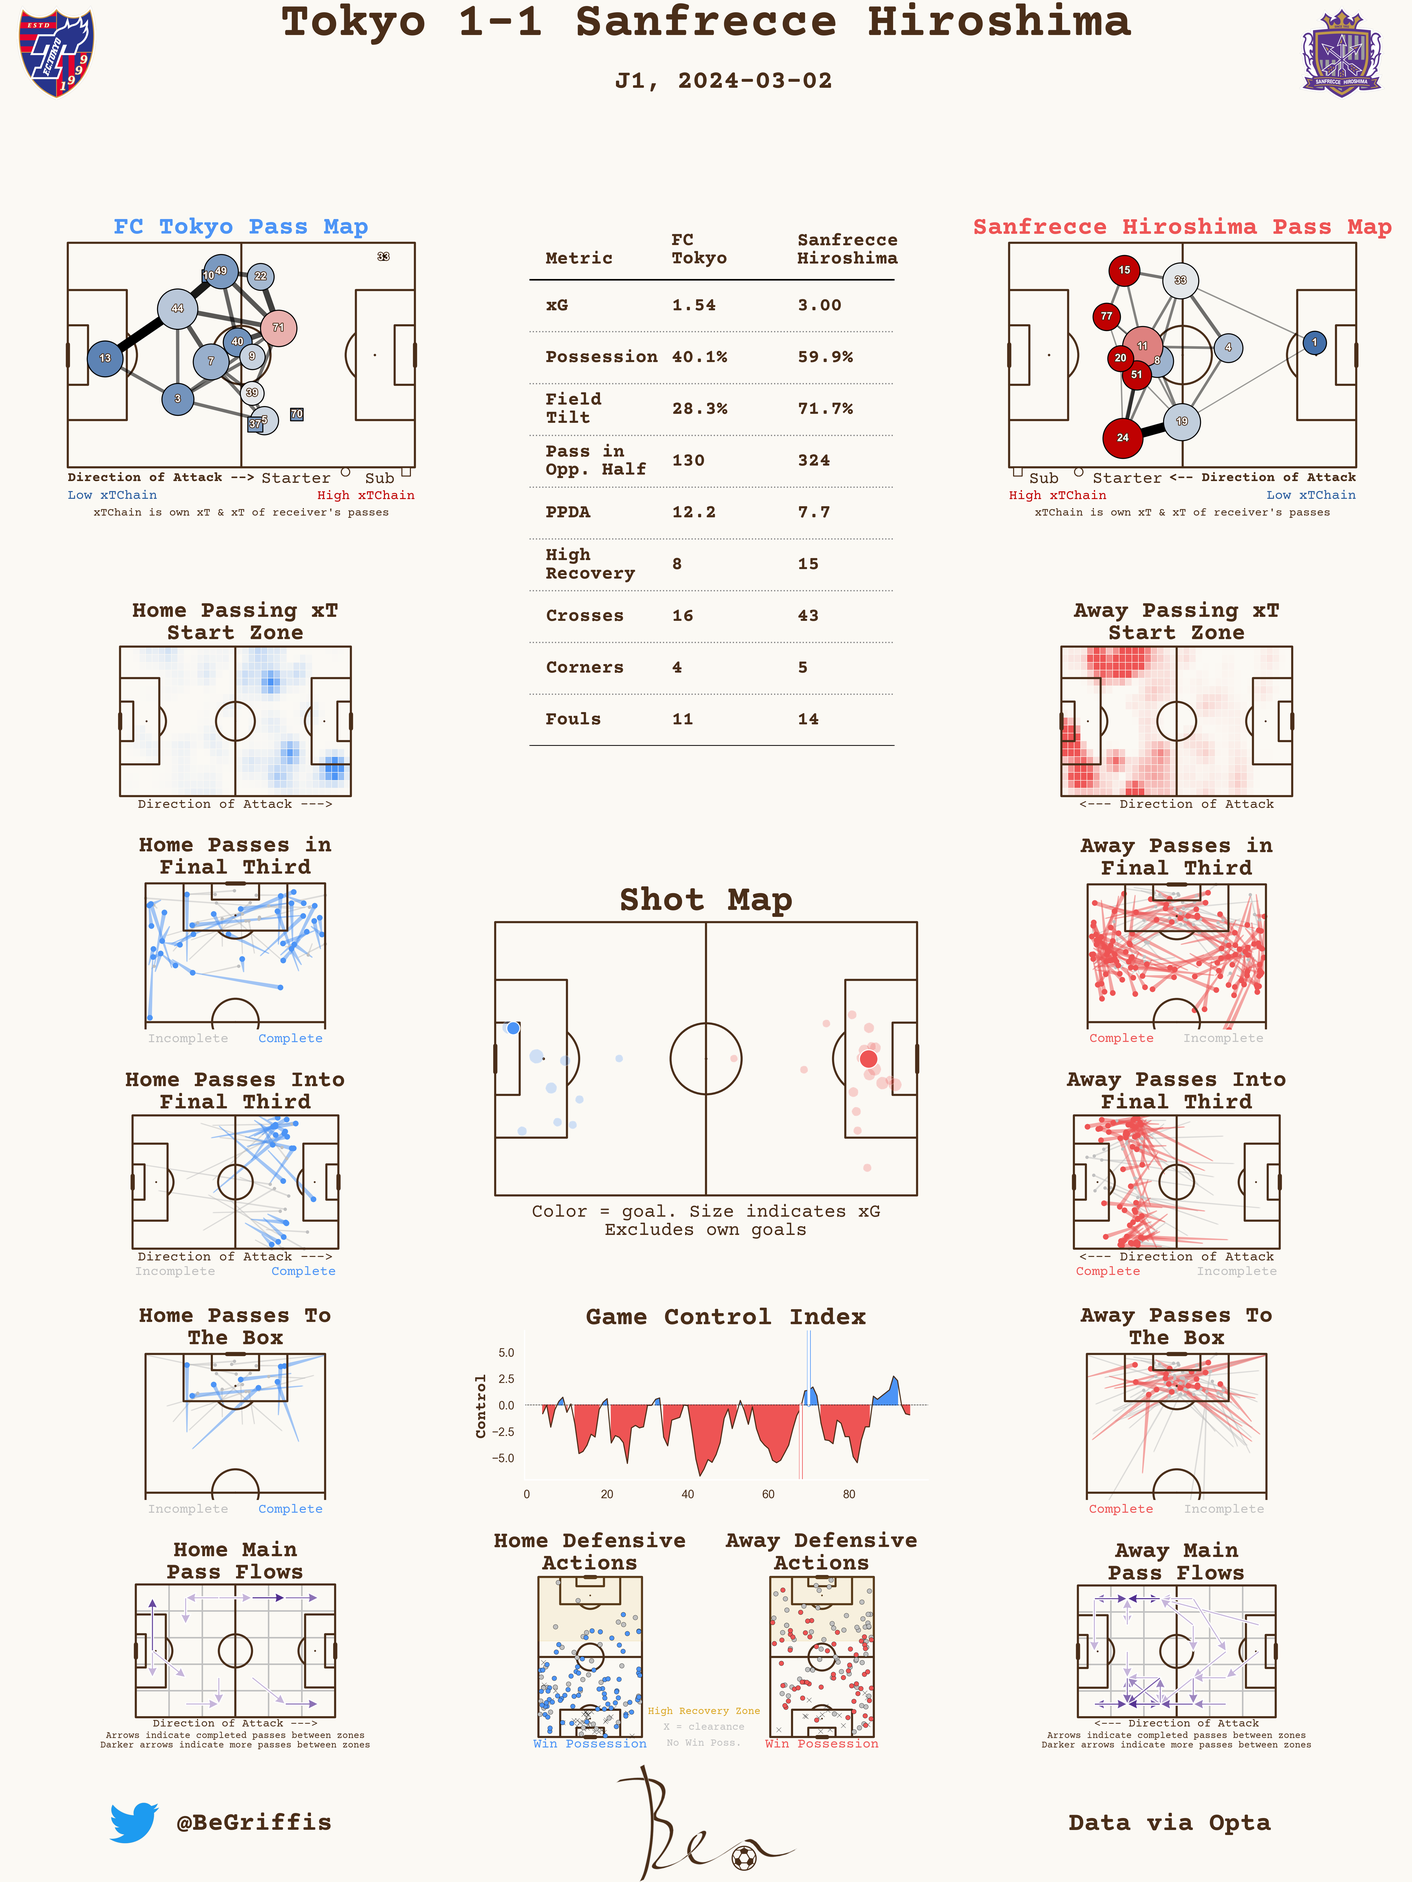 Tokyo 1-1 Sanfrecce Hiroshima
J1, 2024-03-02
ESTD
FCTOKYO
1999
SANFRECCE HIROSHIMA
FC Tokyo Pass Map
33
10 49 22
44
71
40
13 7 9
3 39
70
37 5
Direction of Attack --> Starter Sub
Low xTChain High xTChain
xTChain is own xT & xT of receiver's passes
Metric FC Tokyo Sanfrecce Hiroshima
xG 1.54 3.00
Possession 40.1% 59.9%
Field Tilt 28.3% 71.7%
Pass in Opp. Half 130 324
PPDA 12.2 7.7
High Recovery 8 15
Crosses 16 43
Corners 4 5
Fouls 11 14
Sanfrecce Hiroshima Pass Map
15 33
77
11 4 1
20 8
51
19
24
Sub Starter <-- Direction of Attack
High xTChain Low xTChain
xTChain is own xT & xT of receiver's passes
Home Passing xT
Start Zone
Direction of Attack --->
Away Passing xT
Start Zone
<--- Direction of Attack
Home Passes in
Final Third
Incomplete Complete
Away Passes in
Final Third
Complete Incomplete
Shot Map
Color = goal. Size indicates xG
Excludes own goals
Home Passes Into
Final Third
Direction of Attack --->
Incomplete Complete
Away Passes Into
Final Third
<--- Direction of Attack
Complete Incomplete
Home Passes To
The Box
Incomplete Complete
Game Control Index
Control
5.0
2.5
0.0
−2.5
−5.0
0 20 40 60 80
Away Passes To
The Box
Complete Incomplete
Home Main
Pass Flows
Direction of Attack --->
Arrows indicate completed passes between zones
Darker arrows indicate more passes between zones
Home Defensive
Actions
Win Possession
High Recovery Zone
X = clearance
No Win Poss.
Away Defensive
Actions
Win Possession
Away Main
Pass Flows
<--- Direction of Attack
Arrows indicate completed passes between zones
Darker arrows indicate more passes between zones
@BeGriffis
Ben
Data via Opta